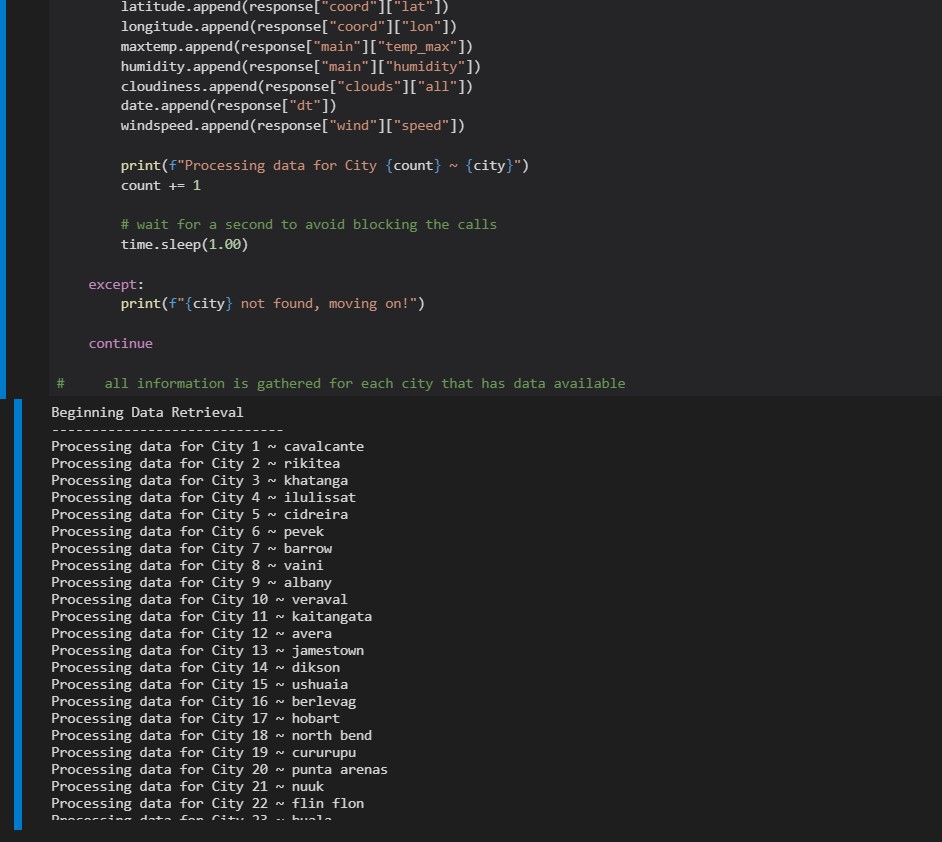 latitude.append(response["coord"]["lat"])
longitude.append(response["coord"]["lon"])
maxtemp.append(response["main"]["temp_max"])
humidity.append(response["main"]["humidity"])
cloudiness.append(response["clouds"]["all"])
date.append(response["dt"])
windspeed.append(response["wind"]["speed"])
print(f"Processing data for City {count} ~ {city}")
count += 1
# wait for a second to avoid blocking the calls
time.sleep(1.00)
except:
print(f"{city} not found, moving on!")
continue
# all information is gathered for each city that has data available
Beginning Data Retrieval
-----------------------------
Processing data for City 1 ~ cavalcante
Processing data for City 2 ~ rikitea
Processing data for City 3 ~ khatanga
Processing data for City 4 ~ ilulissat
Processing data for City 5 ~ cidreira
Processing data for City 6 ~ pevek
Processing data for City 7 ~ barrow
Processing data for City 8 ~ vaini
Processing data for City 9 ~ albany
Processing data for City 10 ~ veraval
Processing data for City 11 ~ kaitangata
Processing data for City 12 ~ avera
Processing data for City 13 ~ jamestown
Processing data for City 14 ~ dikson
Processing data for City 15 ~ ushuaia
Processing data for City 16 ~ berlevag
Processing data for City 17 ~ hobart
Processing data for City 18 ~ north bend
Processing data for City 19 ~ cururupu
Processing data for City 20 ~ punta arenas
Processing data for City 21 ~ nuuk
Processing data for City 22 ~ flin flon
Processing data for City 23 ~